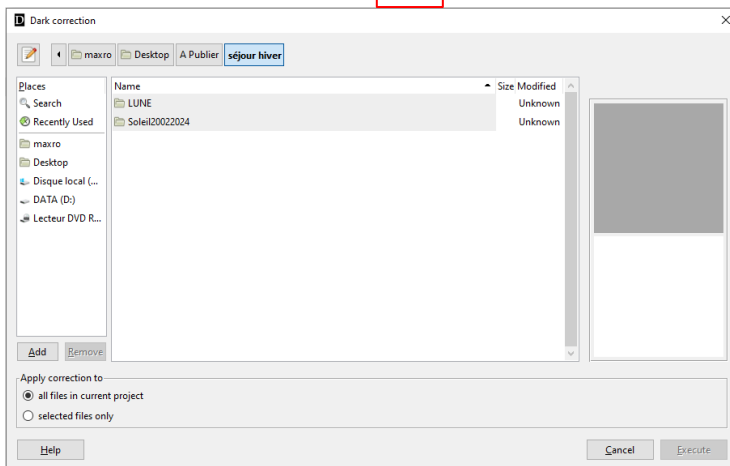 D Dark correction
maxro Desktop A Publier séjour hiver
Places
Search
Recently Used
maxro
Desktop
Disque local (...
DATA (D:)
Lecteur DVD R...
Name Size Modified
LUNE Unknown
Soleil20022024 Unknown
Add Remove
Apply correction to
all files in current project
selected files only
Help Cancel Execute